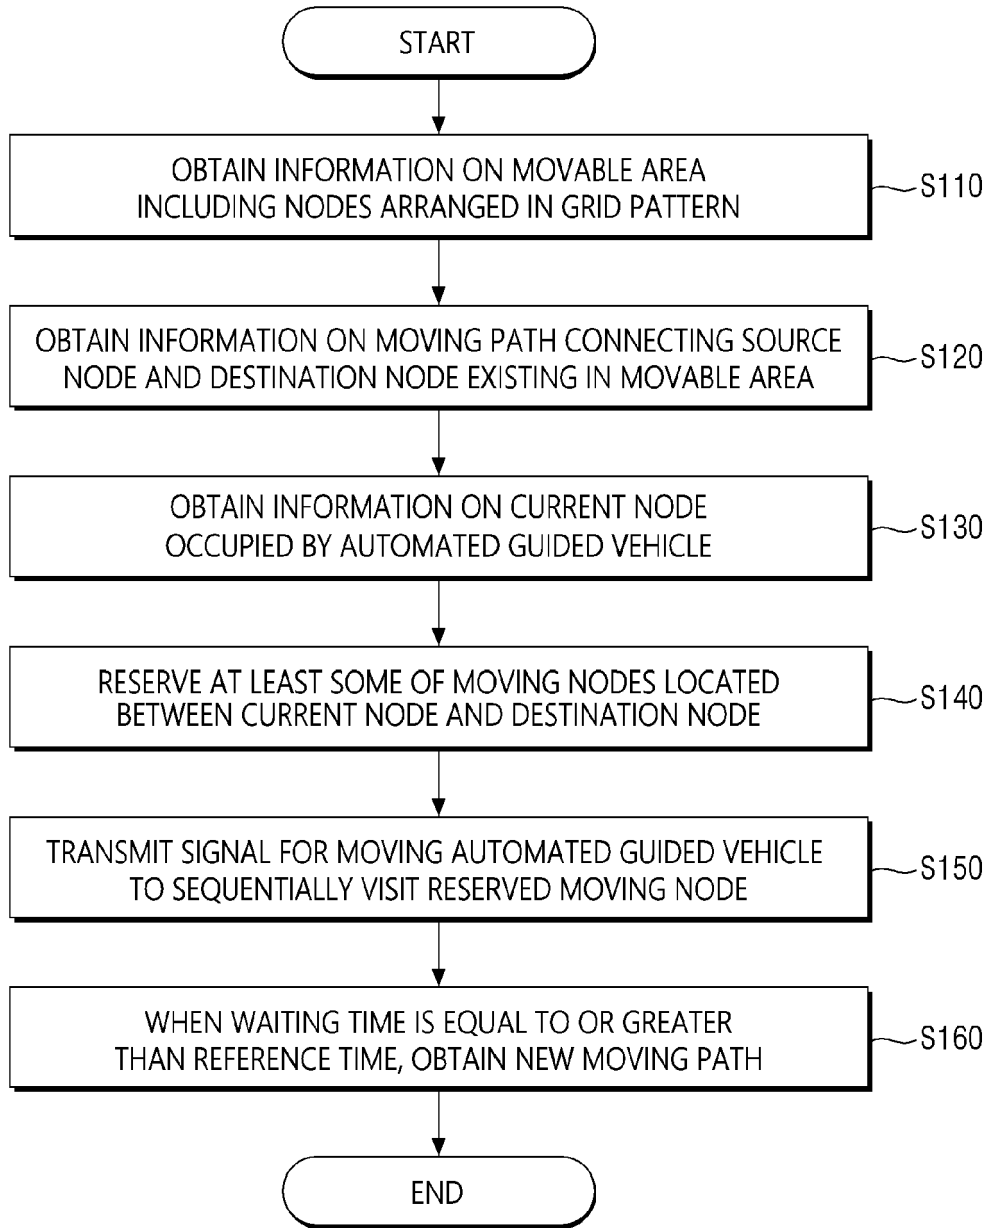 START
OBTAIN INFORMATION ON MOVABLE AREA
INCLUDING NODES ARRANGED IN GRID PATTERN
S110
OBTAIN INFORMATION ON MOVING PATH CONNECTING SOURCE
NODE AND DESTINATION NODE EXISTING IN MOVABLE AREA
S120
OBTAIN INFORMATION ON CURRENT NODE
OCCUPIED BY AUTOMATED GUIDED VEHICLE
S130
RESERVE AT LEAST SOME OF MOVING NODES LOCATED
BETWEEN CURRENT NODE AND DESTINATION NODE
S140
TRANSMIT SIGNAL FOR MOVING AUTOMATED GUIDED VEHICLE
TO SEQUENTIALLY VISIT RESERVED MOVING NODE
S150
WHEN WAITING TIME IS EQUAL TO OR GREATER
THAN REFERENCE TIME, OBTAIN NEW MOVING PATH
S160
END